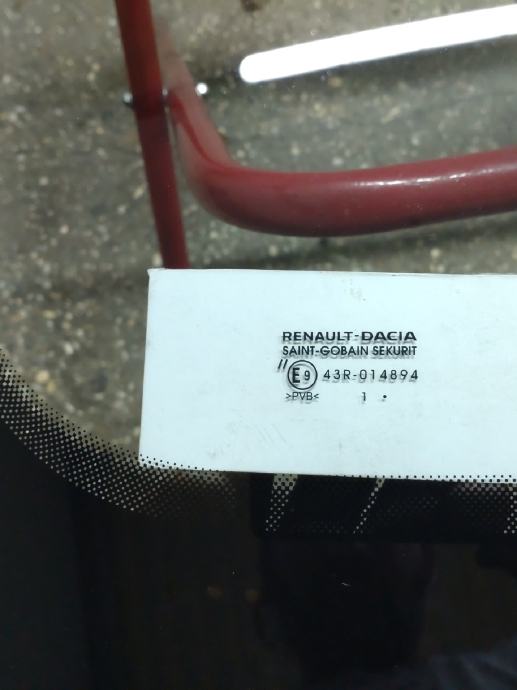 RENAULT-DACIA
SAINT-GOBAIN SEKURIT
"
E9 43R-014894
>PVB< 1 •